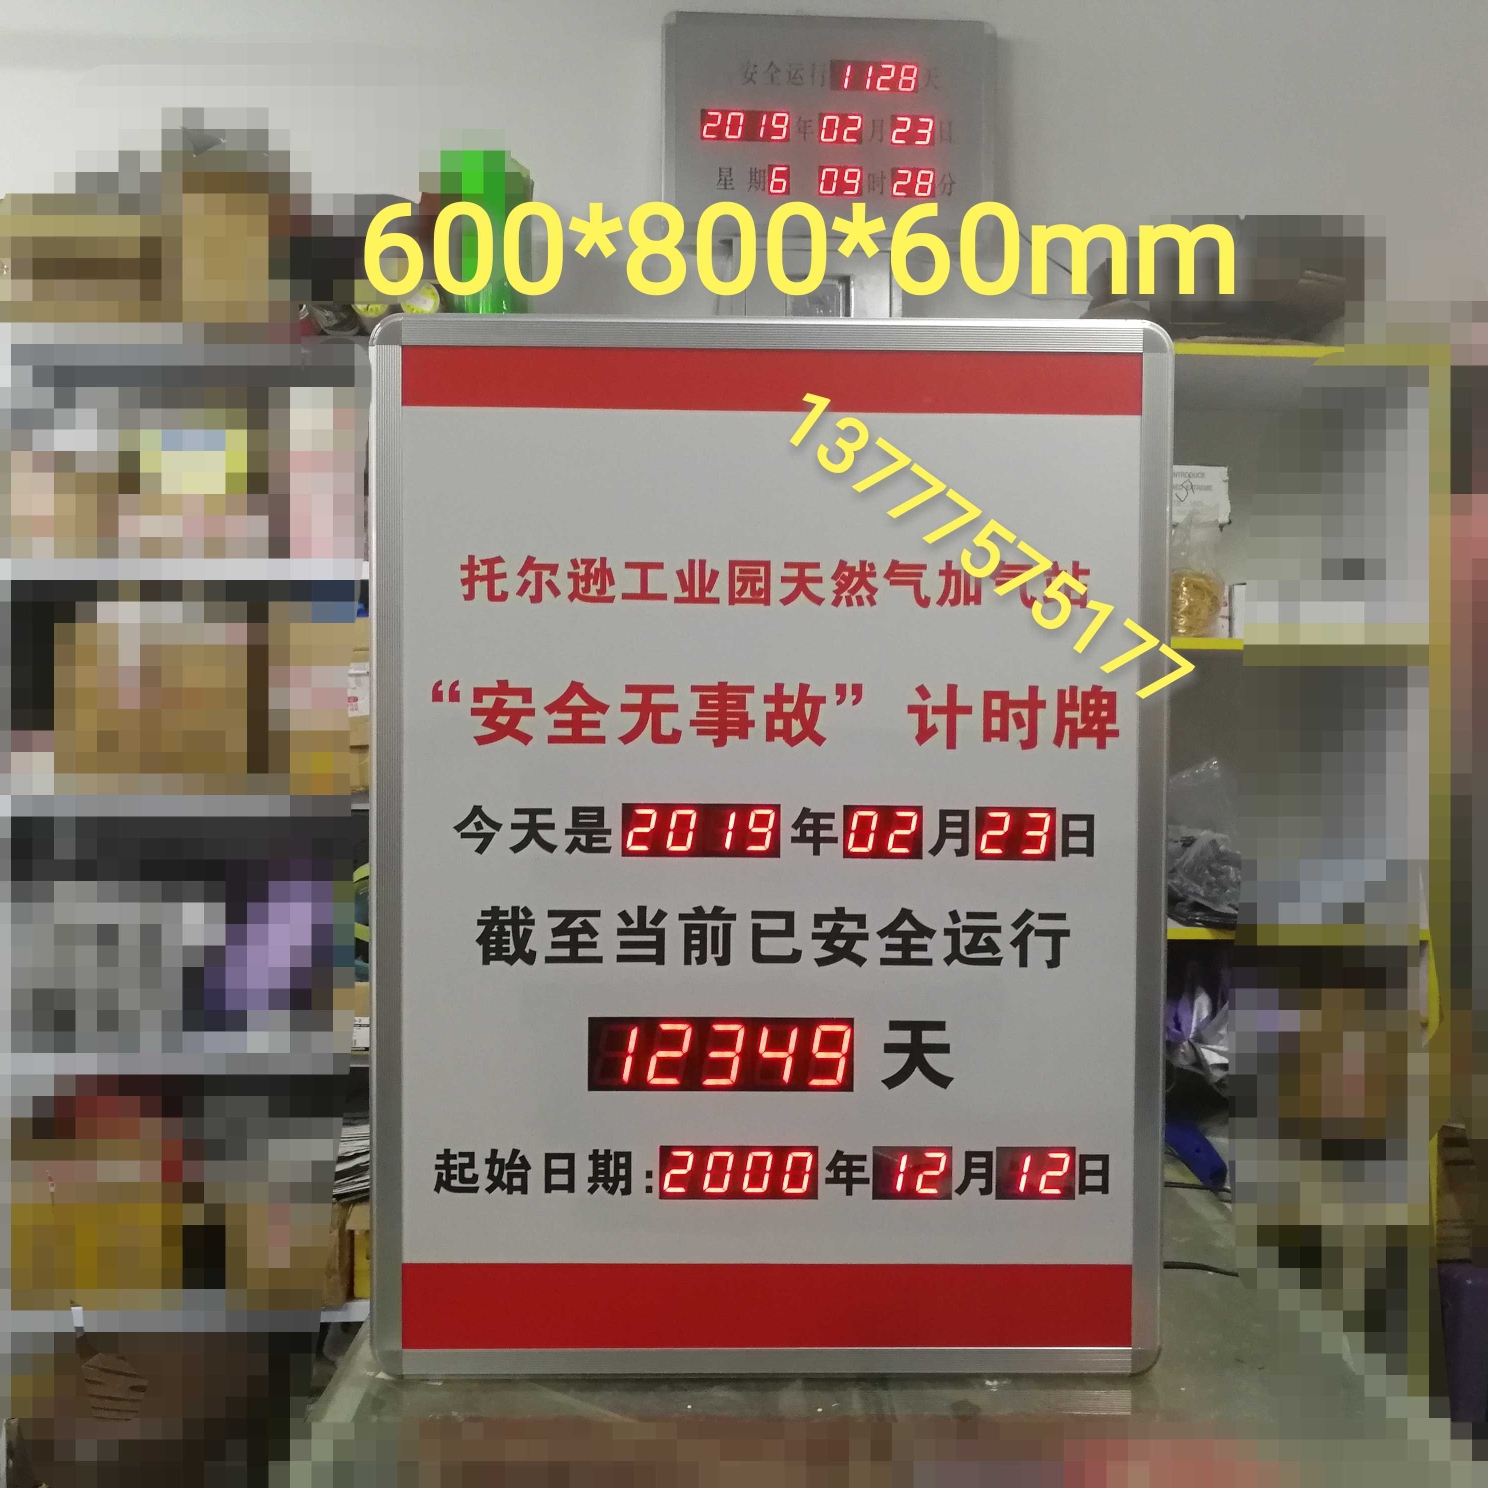 安全运行1128天
2019年02月23日
星期6 09时28分
600*800*60mm
13777575177
托尔逊工业园天然气加气站
“安全无事故”计时牌
今天是2019年02月23日
截至当前已安全运行
12349天
起始日期:2000年12月12日